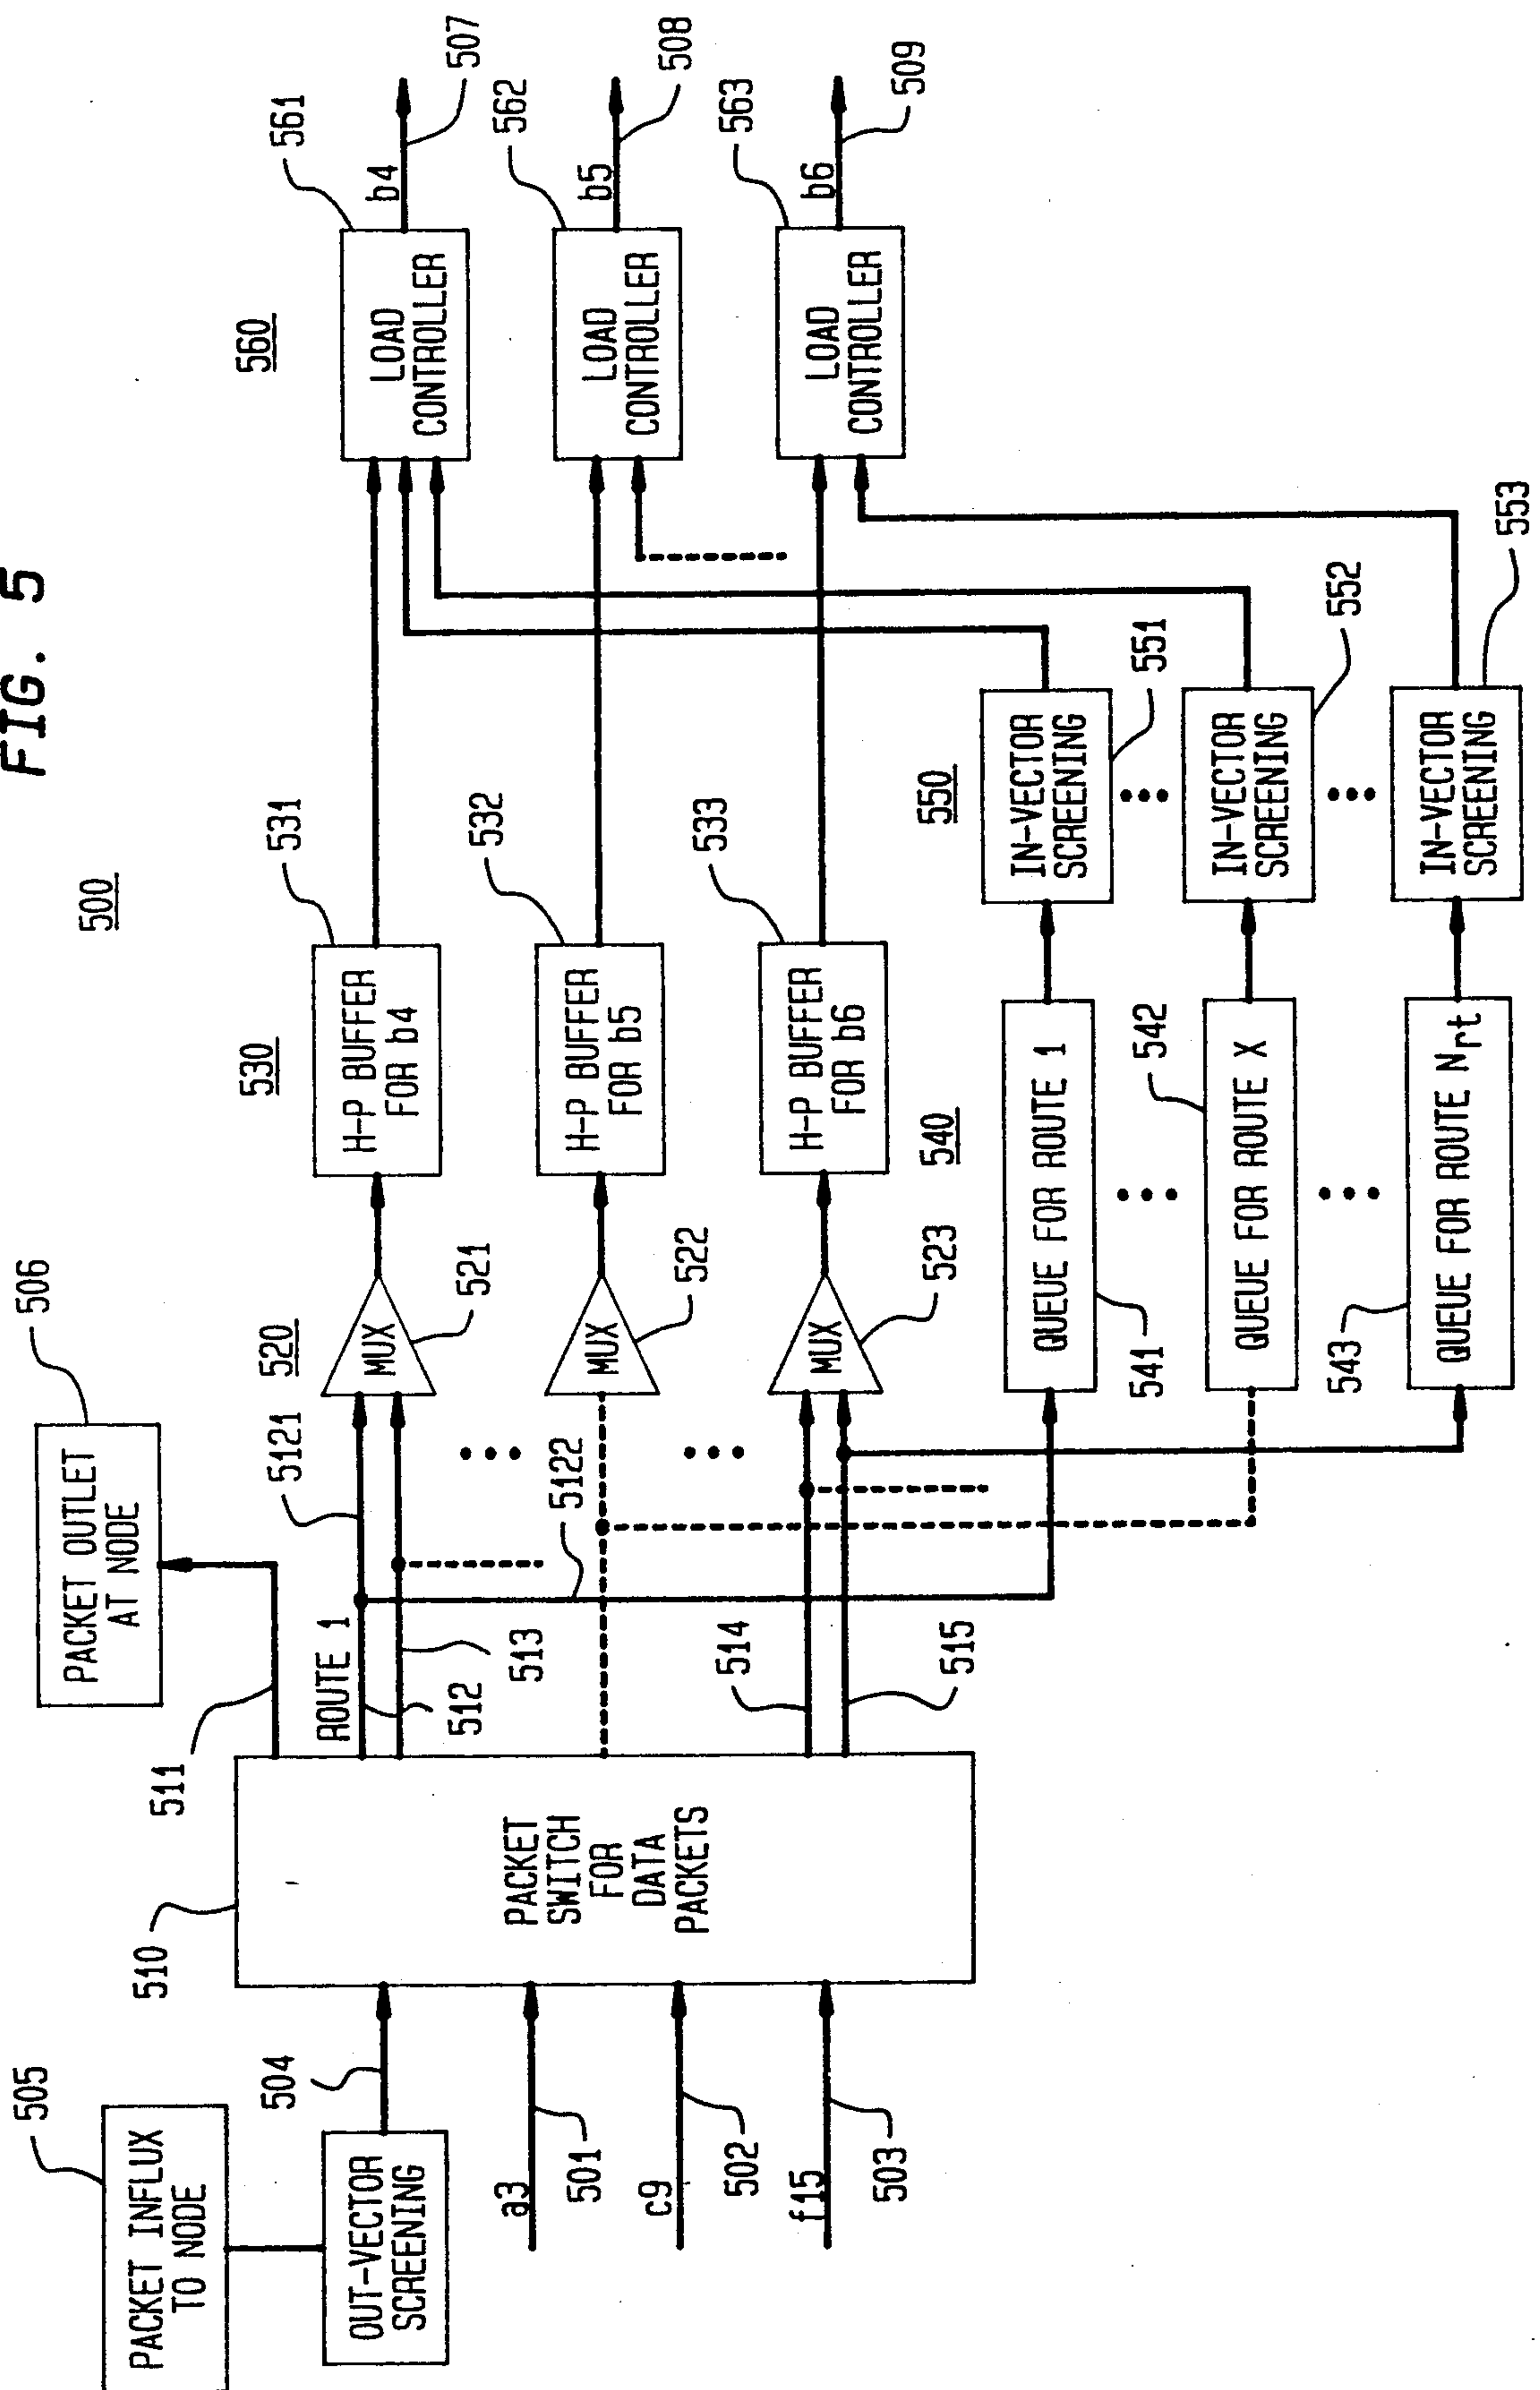 FIG. 5
500
505
PACKET INFLUX
TO NODE
OUT-VECTOR
SCREENING
504
a3
501
c9
502
f15
503
510
PACKET
SWITCH
FOR
DATA
PACKETS
511
506
PACKET OUTLET
AT NODE
ROUTE 1
512
513
514
515
5121
5122
520
MUX
521
MUX
522
MUX
523
530
531
H-P BUFFER
FOR b4
532
H-P BUFFER
FOR b5
533
H-P BUFFER
FOR b6
540
QUEUE FOR ROUTE 1
541
QUEUE FOR ROUTE X
542
QUEUE FOR ROUTE Nrt
543
550
IN-VECTOR
SCREENING
551
IN-VECTOR
SCREENING
552
IN-VECTOR
SCREENING
553
560
561
LOAD
CONTROLLER
b4
507
562
LOAD
CONTROLLER
b5
508
563
LOAD
CONTROLLER
b6
509